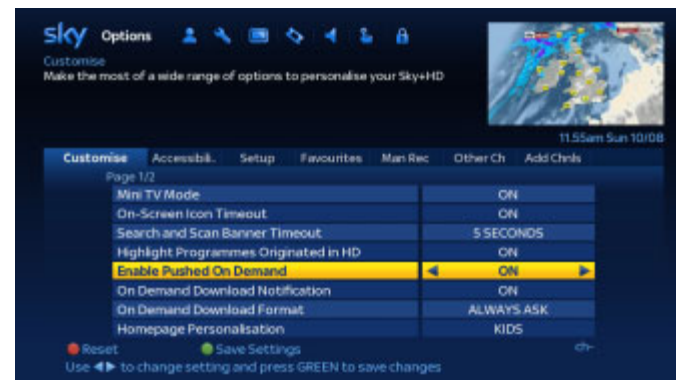 sky Options
Customise
Make the most of a wide range of options to personalise your Sky+HD
11.55am Sun 10/08
Customise Accessibili.. Setup Favourites Man Rec Other Ch Add Chnls
Page 1/2
Mini TV Mode ON
On-Screen Icon Timeout ON
Search and Scan Banner Timeout 5 SECONDS
Highlight Programmes Originated in HD ON
Enable Pushed On Demand ON
On Demand Download Notification ON
On Demand Download Format ALWAYS ASK
Homepage Personalisation KIDS
Reset Save Settings ch-
Use ◀▶ to change setting and press GREEN to save changes